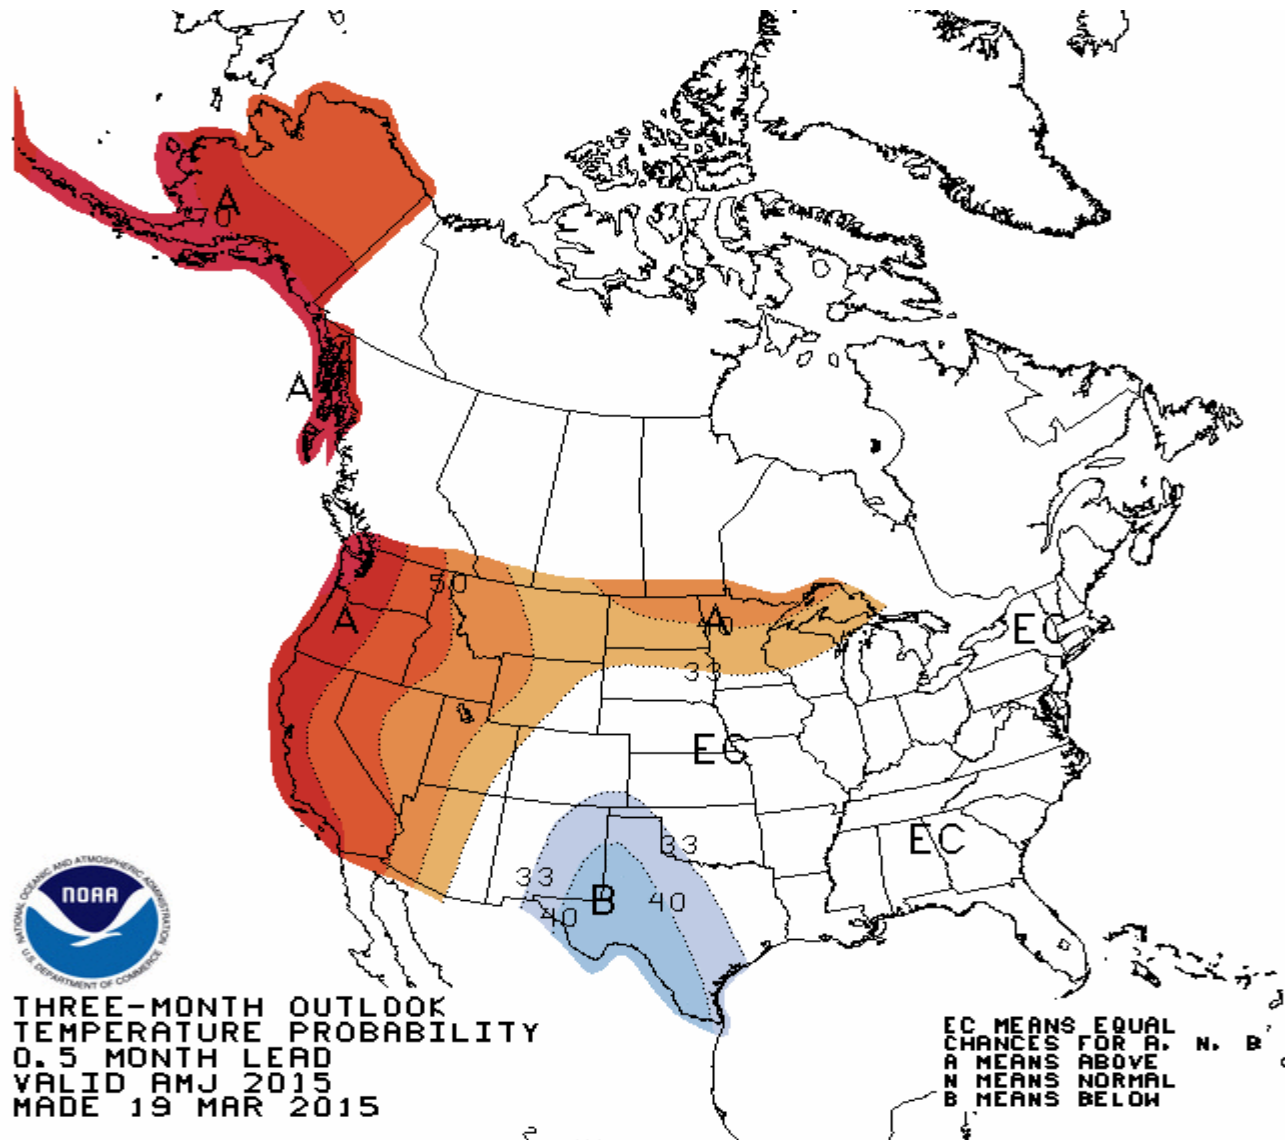 A
0
A
50
A
A
EC
33
EC
33
EC
33
B
40
40
NATIONAL OCEANIC AND ATMOSPHERIC ADMINISTRATION
NOAA
U.S. DEPARTMENT OF COMMERCE
THREE-MONTH OUTLOOK
TEMPERATURE PROBABILITY
0.5 MONTH LEAD
VALID AMJ 2015
MADE 19 MAR 2015
EC MEANS EQUAL
CHANCES FOR A, N, B
A MEANS ABOVE
N MEANS NORMAL
B MEANS BELOW